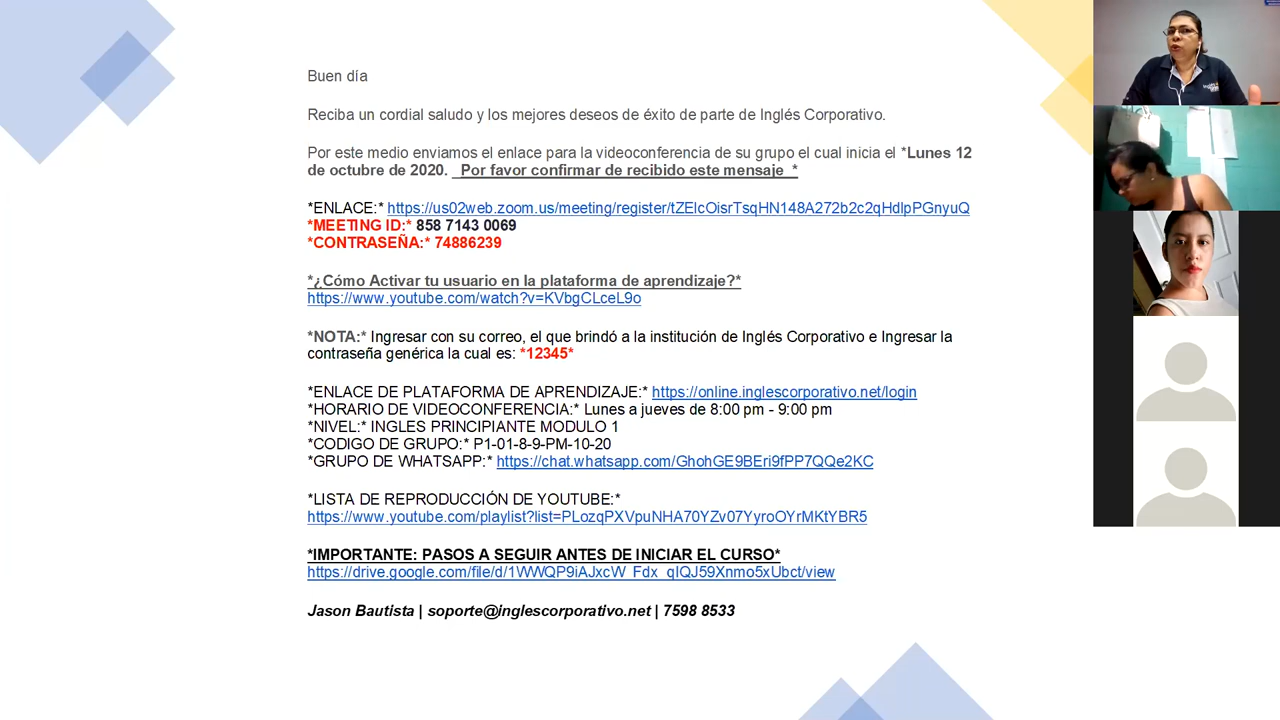 Buen día
Reciba un cordial saludo y los mejores deseos de éxito de parte de Inglés Corporativo.
Por este medio enviamos el enlace para la videoconferencia de su grupo el cual inicia el *Lunes 12
de octubre de 2020. _Por favor confirmar de recibido este mensaje_*
*ENLACE:* https://us02web.zoom.us/meeting/register/tZElcOisrTsqHN148A272b2c2qHdlpPGnyuQ
*MEETING ID:* 858 7143 0069
*CONTRASEÑA:* 74886239
*¿Cómo Activar tu usuario en la plataforma de aprendizaje?*
https://www.youtube.com/watch?v=KVbgCLceL9o
*NOTA:* Ingresar con su correo, el que brindó a la institución de Inglés Corporativo e Ingresar la
contraseña genérica la cual es: *12345*
*ENLACE DE PLATAFORMA DE APRENDIZAJE:* https://online.inglescorporativo.net/login
*HORARIO DE VIDEOCONFERENCIA:* Lunes a jueves de 8:00 pm - 9:00 pm
*NIVEL:* INGLES PRINCIPIANTE MODULO 1
*CODIGO DE GRUPO:* P1-01-8-9-PM-10-20
*GRUPO DE WHATSAPP:* https://chat.whatsapp.com/GhohGE9BEri9fPP7QQe2KC
*LISTA DE REPRODUCCIÓN DE YOUTUBE:*
https://www.youtube.com/playlist?list=PLozqPXVpuNHA70YZv07YyroOYrMKtYBR5
*IMPORTANTE: PASOS A SEGUIR ANTES DE INICIAR EL CURSO*
https://drive.google.com/file/d/1WWQP9iAJxcW_Fdx_qIQJ59Xnmo5xUbct/view
Jason Bautista | soporte@inglescorporativo.net | 7598 8533